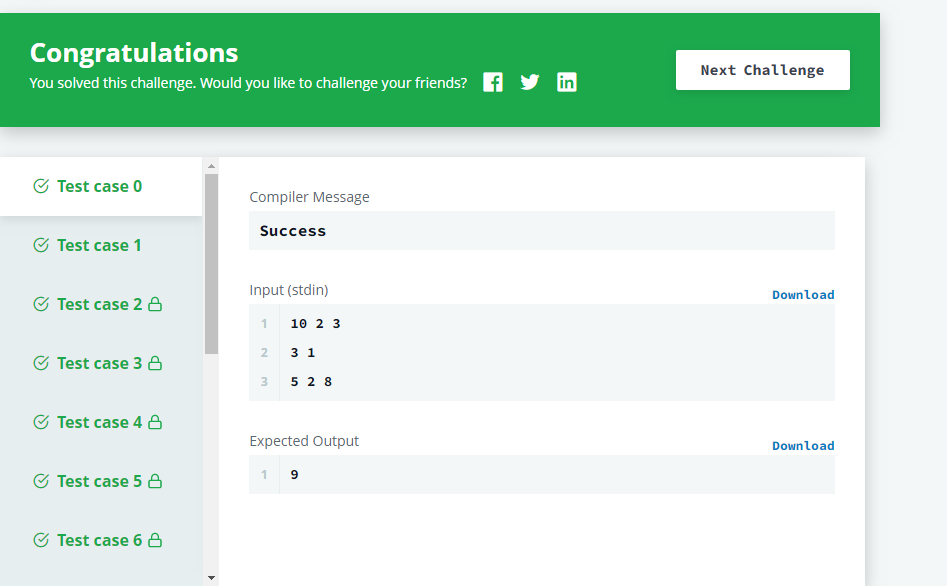 Congratulations
You solved this challenge. Would you like to challenge your friends?
Next Challenge
Test case 0
Test case 1
Test case 2
Test case 3
Test case 4
Test case 5
Test case 6
Compiler Message
Success
Input (stdin)
Download
1 10 2 3
2 3 1
3 5 2 8
Expected Output
Download
1 9